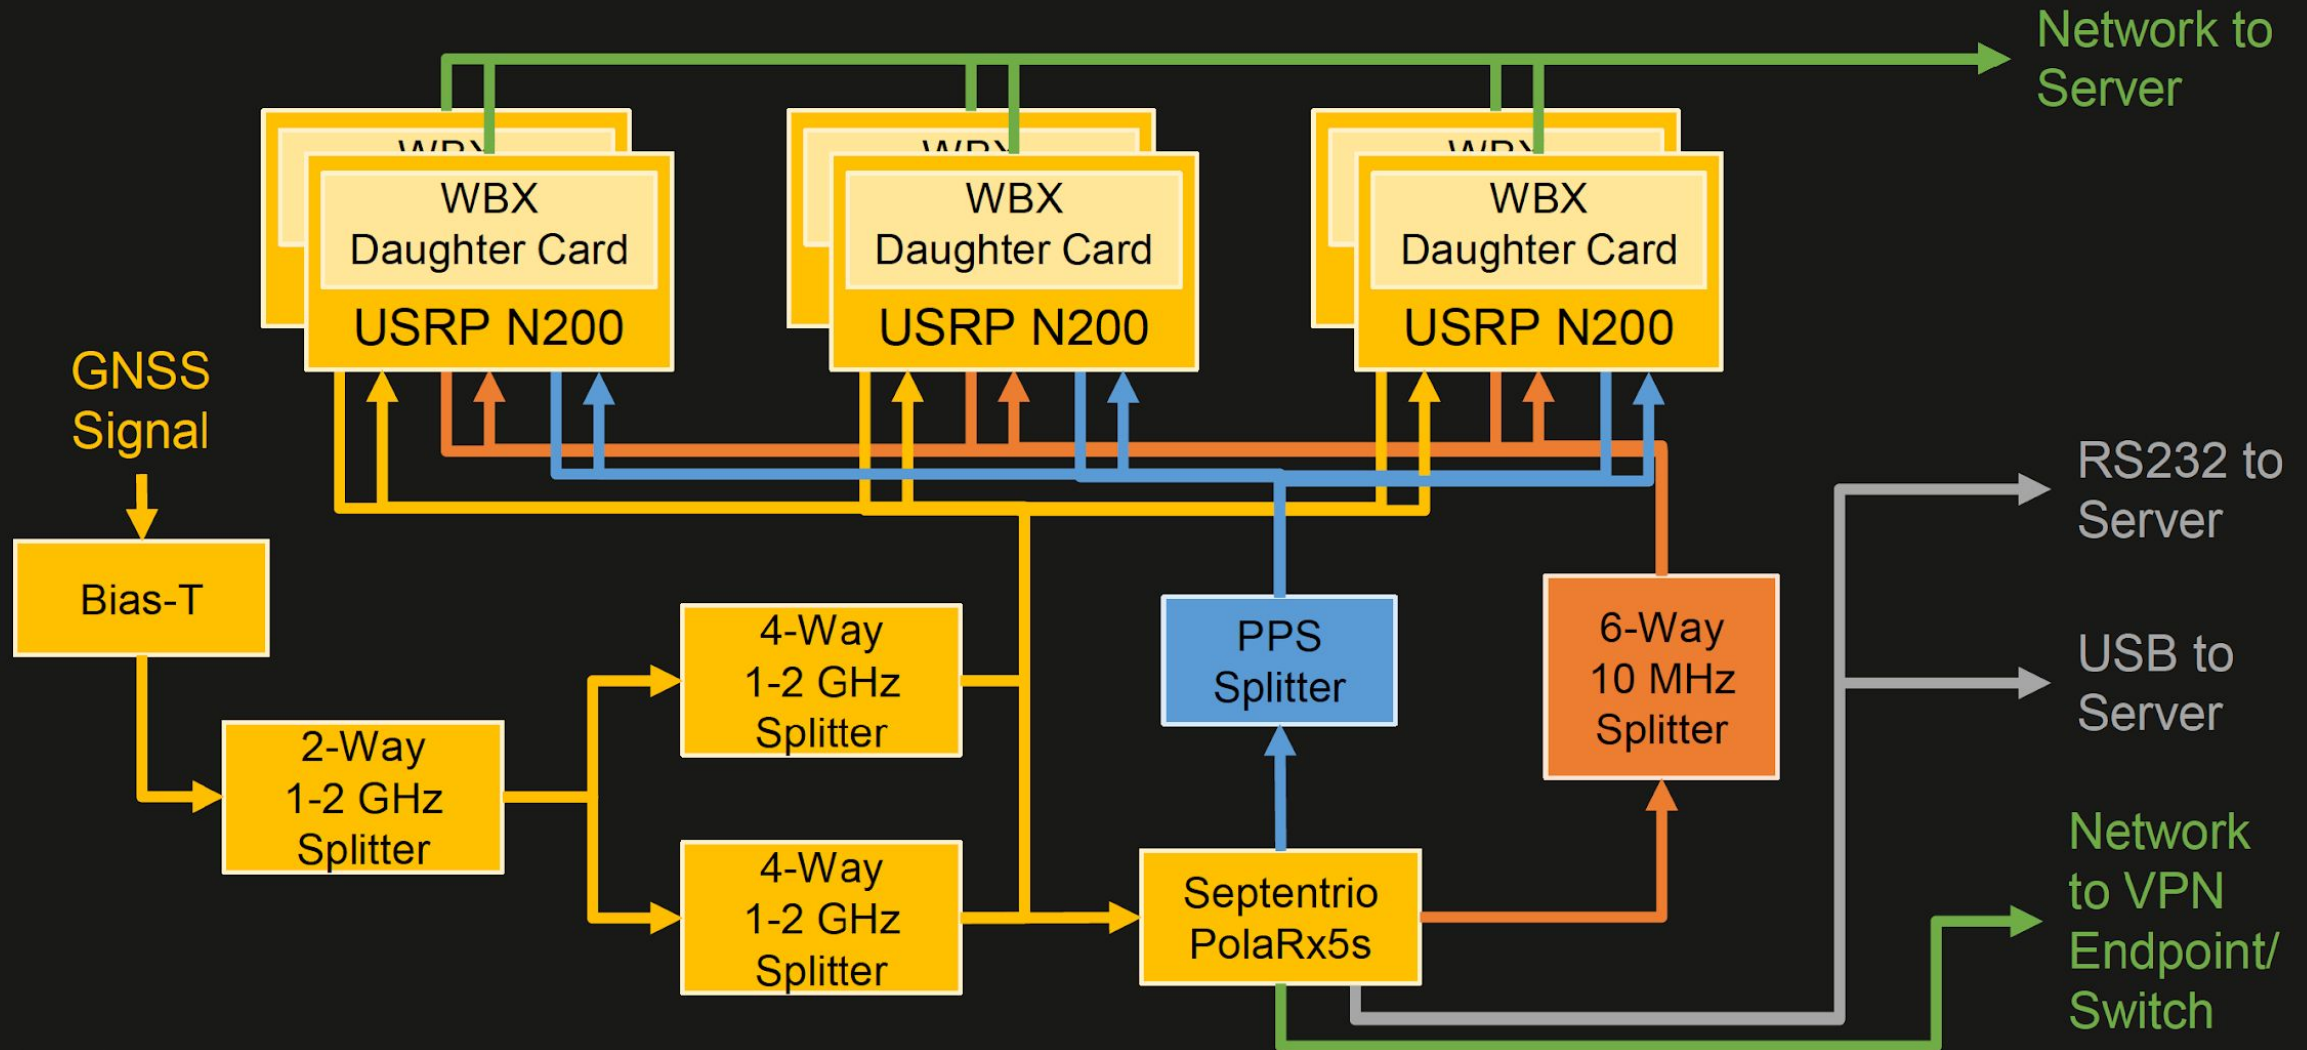 Network to
Server
WBX
WBX
WBX
WBX
Daughter Card
USRP N200
WBX
Daughter Card
USRP N200
WBX
Daughter Card
USRP N200
GNSS
Signal
RS232 to
Server
Bias-T
4-Way
1-2 GHz
Splitter
PPS
Splitter
6-Way
10 MHz
Splitter
USB to
Server
2-Way
1-2 GHz
Splitter
4-Way
1-2 GHz
Splitter
Septentrio
PolaRx5s
Network
to VPN
Endpoint/
Switch